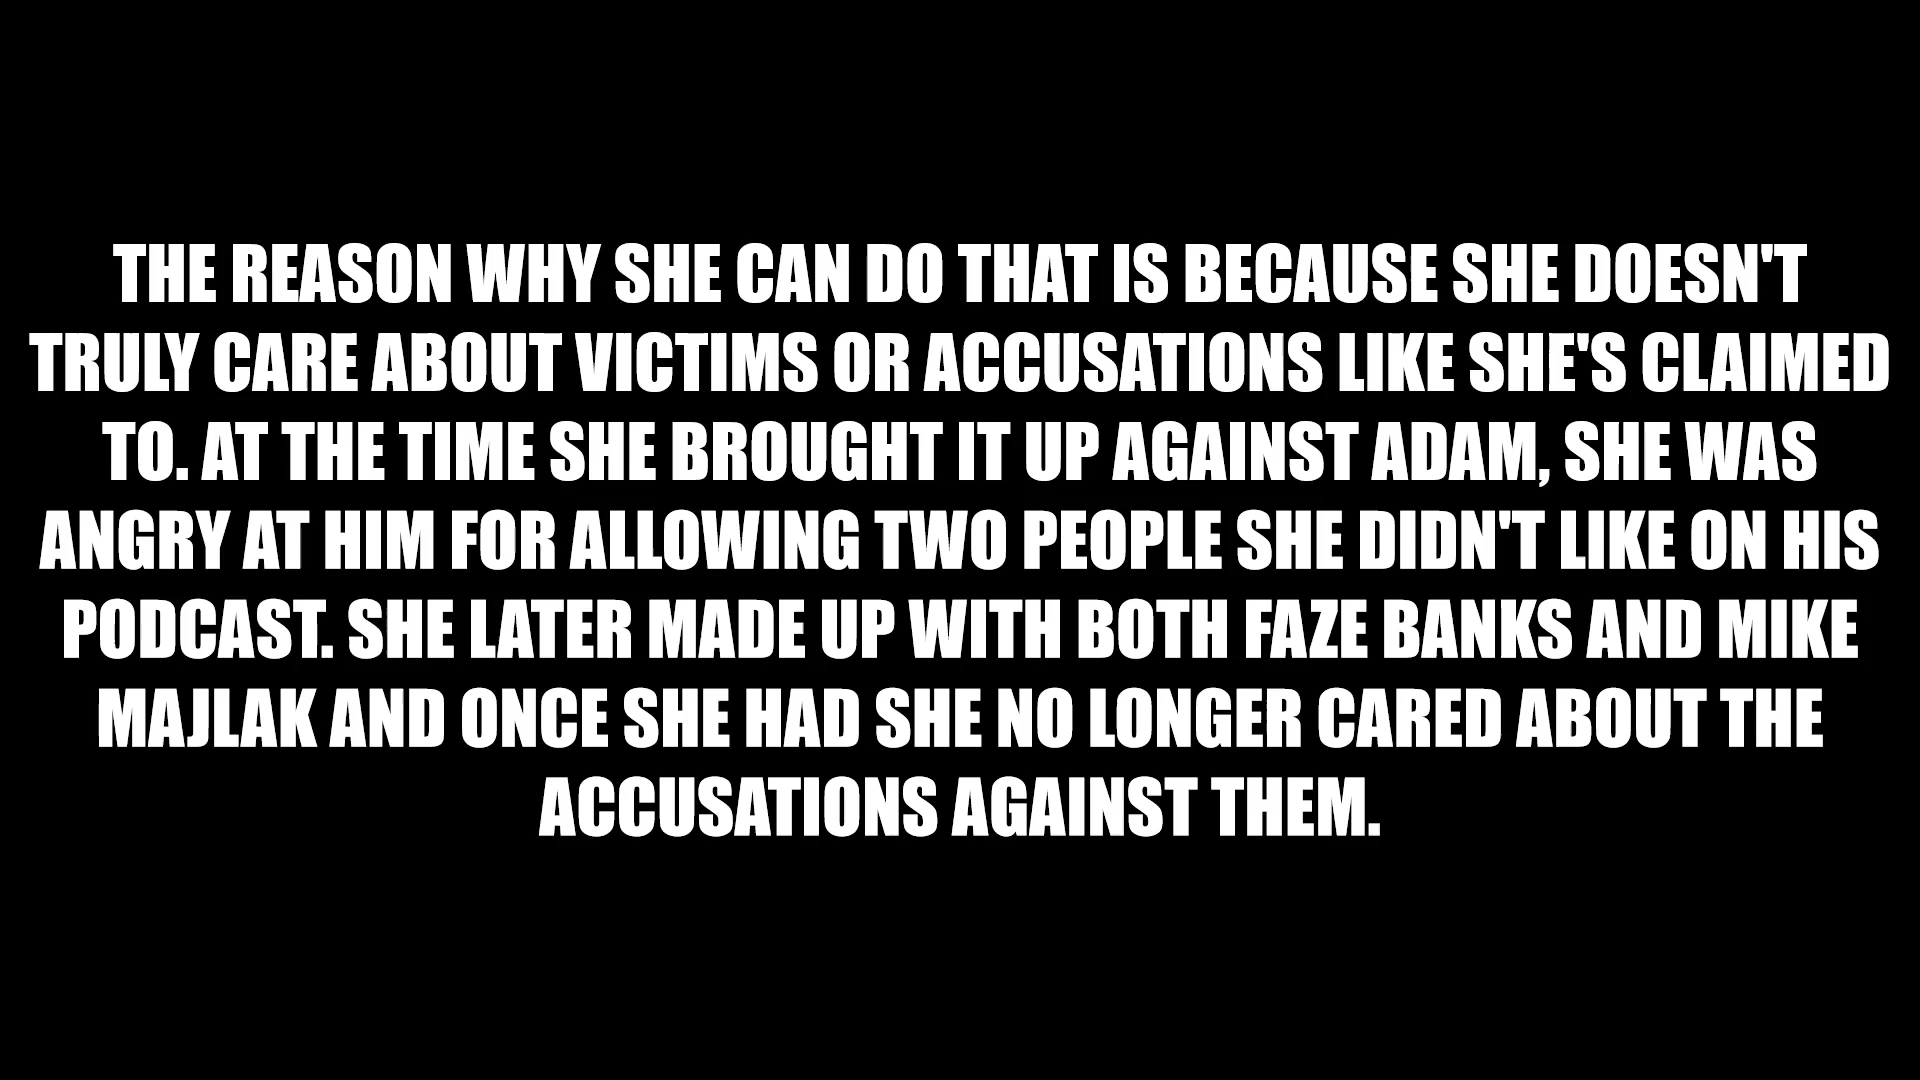 THE REASON WHY SHE CAN DO THAT IS BECAUSE SHE DOESN'T
TRULY CARE ABOUT VICTIMS OR ACCUSATIONS LIKE SHE'S CLAIMED
TO. AT THE TIME SHE BROUGHT IT UP AGAINST ADAM, SHE WAS
ANGRY AT HIM FOR ALLOWING TWO PEOPLE SHE DIDN'T LIKE ON HIS
PODCAST. SHE LATER MADE UP WITH BOTH FAZE BANKS AND MIKE
MAJLAK AND ONCE SHE HAD SHE NO LONGER CARED ABOUT THE
ACCUSATIONS AGAINST THEM.